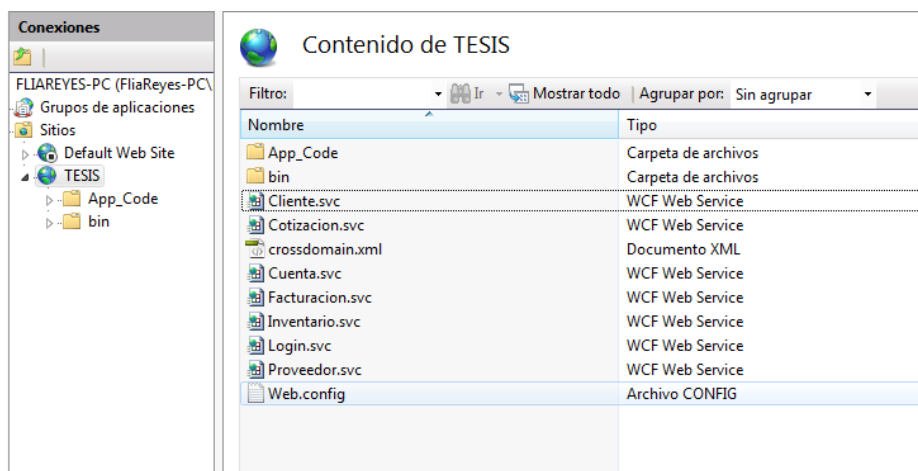 Conexiones
FLIAREYES-PC (FliaReyes-PC\
Grupos de aplicaciones
Sitios
Default Web Site
TESIS
App_Code
bin
Contenido de TESIS
Filtro: Ir Mostrar todo Agrupar por: Sin agrupar
Nombre Tipo
App_Code Carpeta de archivos
bin Carpeta de archivos
Cliente.svc WCF Web Service
Cotizacion.svc WCF Web Service
crossdomain.xml Documento XML
Cuenta.svc WCF Web Service
Facturacion.svc WCF Web Service
Inventario.svc WCF Web Service
Login.svc WCF Web Service
Proveedor.svc WCF Web Service
Web.config Archivo CONFIG